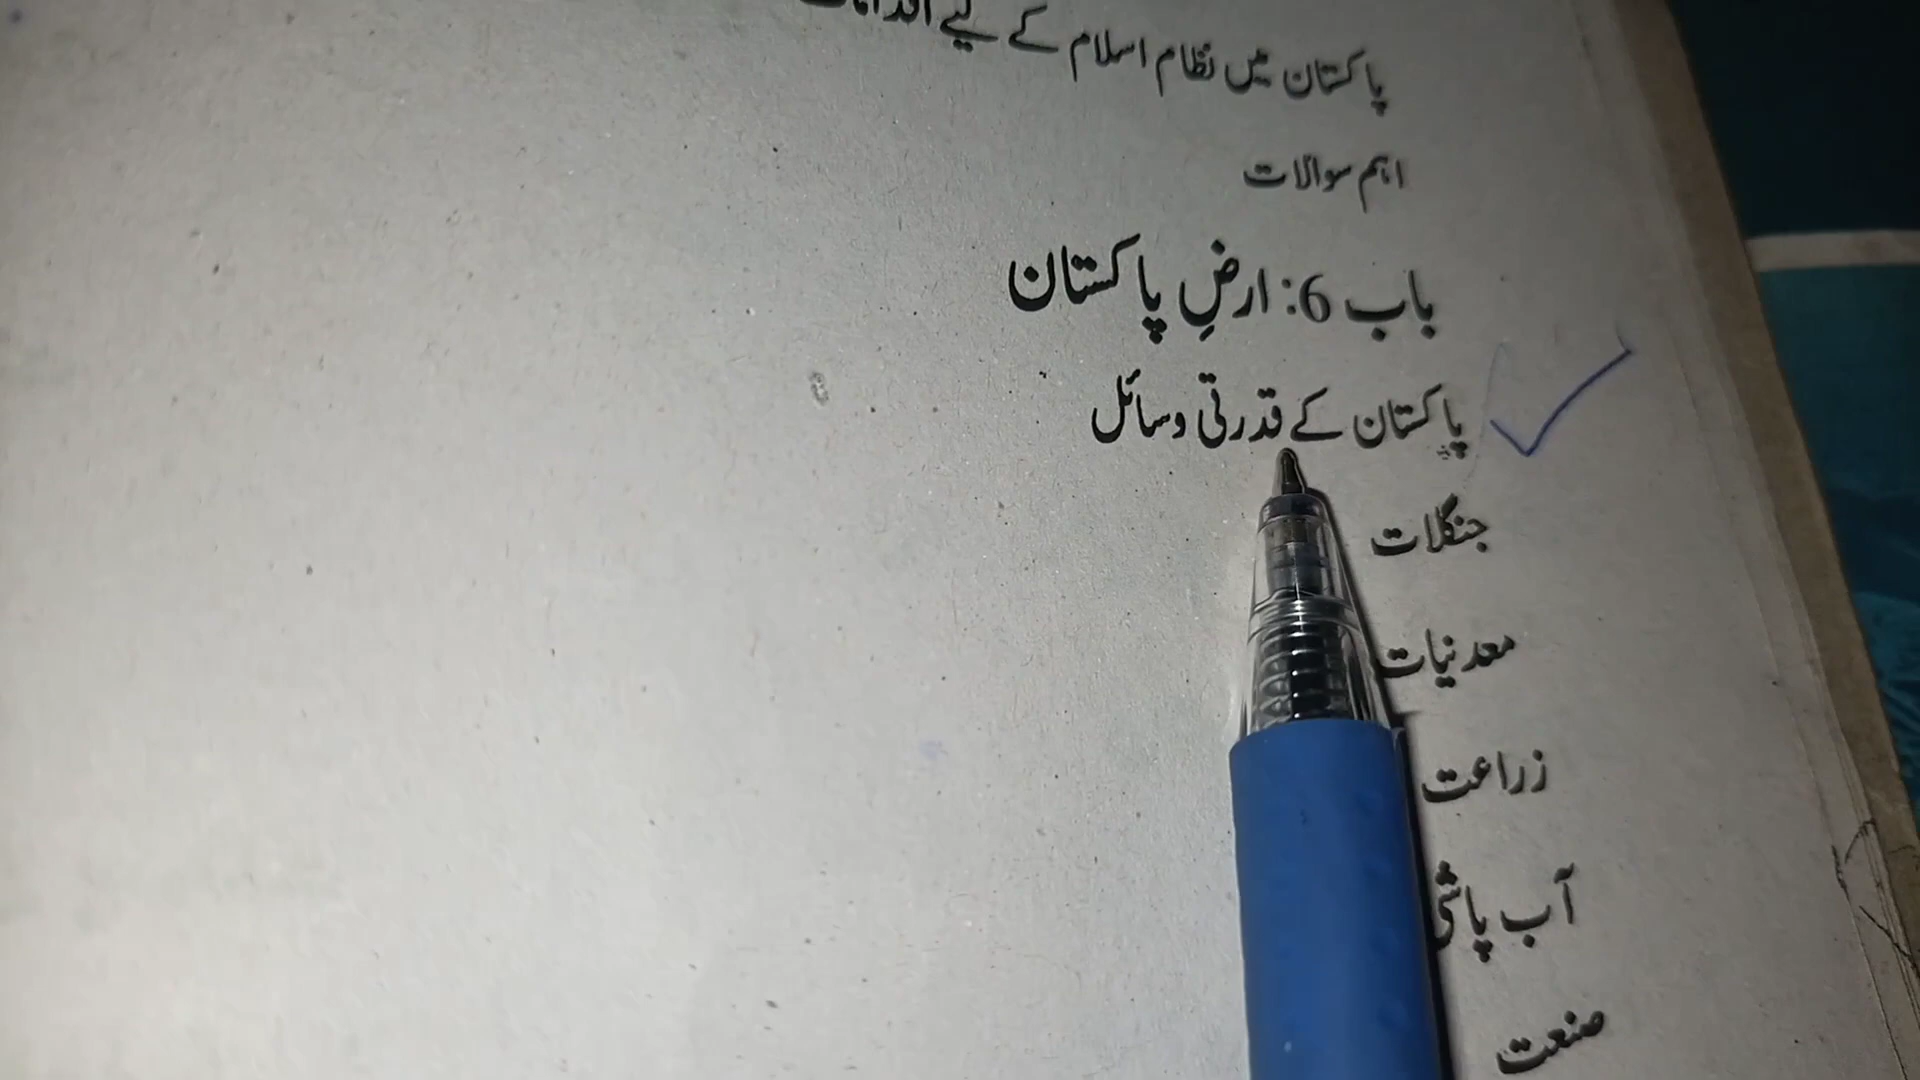 پاکستان میں نظام اسلام کے لیے اقدامات
اہم سوالات
باب 6: ارضِ پاکستان
پاکستان کے قدرتی وسائل
جنگلات
معدنیات
زراعت
آب پاشی
صنعت